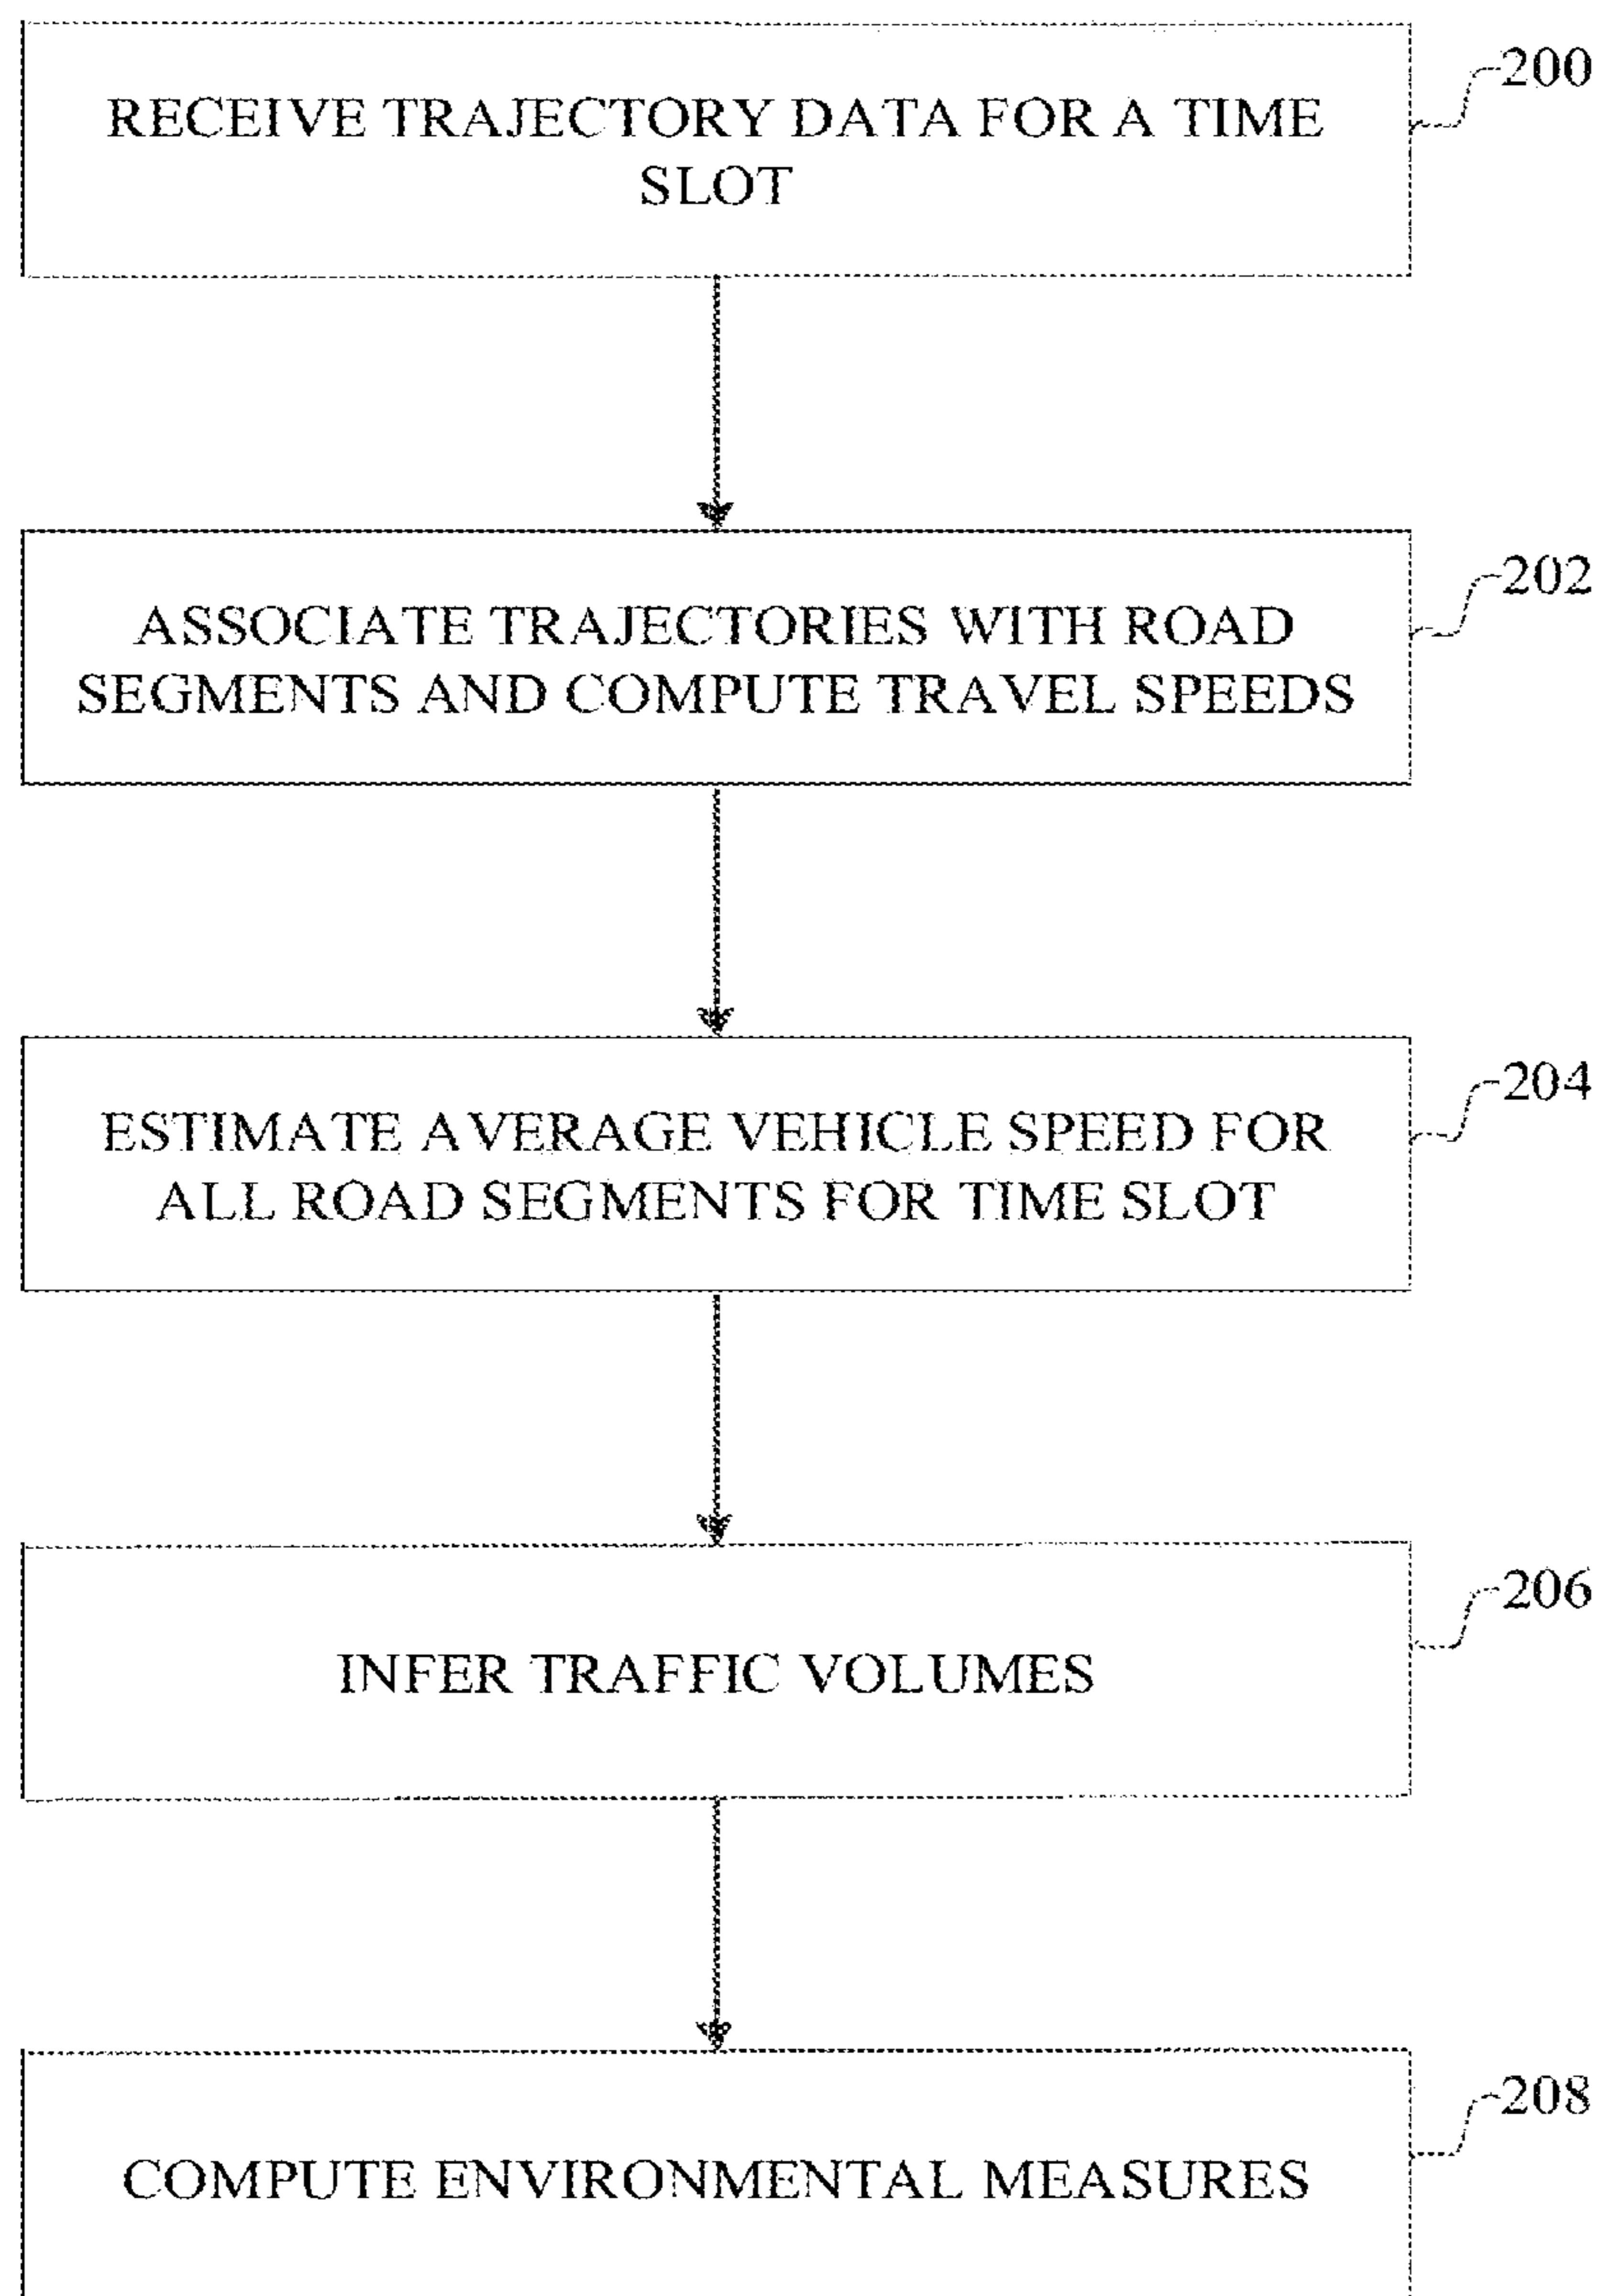 200
RECEIVE TRAJECTORY DATA FOR A TIME
SLOT
202
ASSOCIATE TRAJECTORIES WITH ROAD
SEGMENTS AND COMPUTE TRAVEL SPEEDS
204
ESTIMATE AVERAGE VEHICLE SPEED FOR
ALL ROAD SEGMENTS FOR TIME SLOT
206
INFER TRAFFIC VOLUMES
208
COMPUTE ENVIRONMENTAL MEASURES